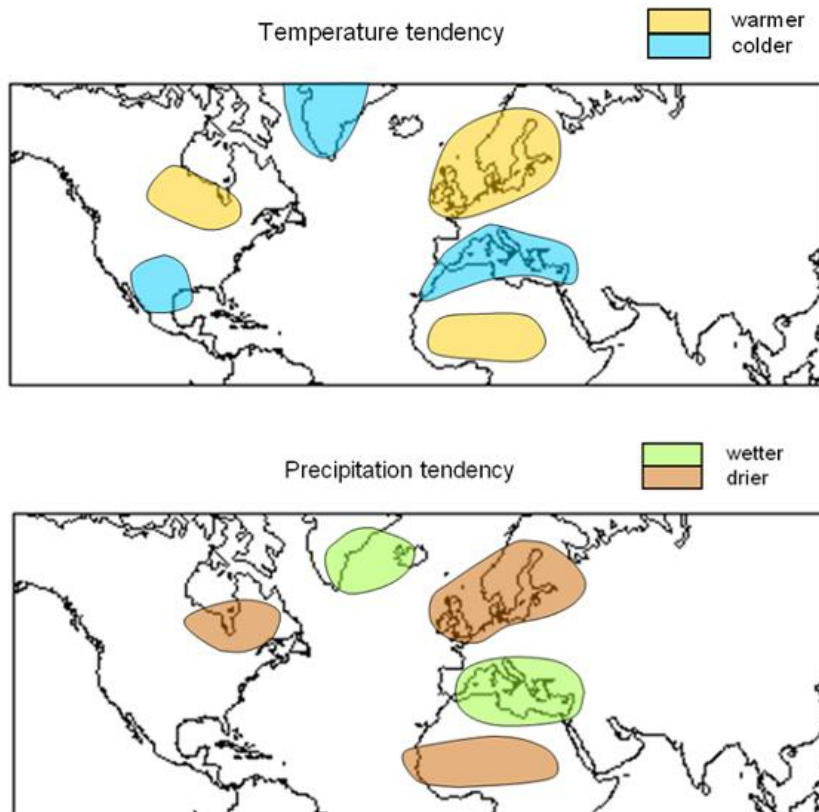 Temperature tendency
warmer
colder
Precipitation tendency
wetter
drier